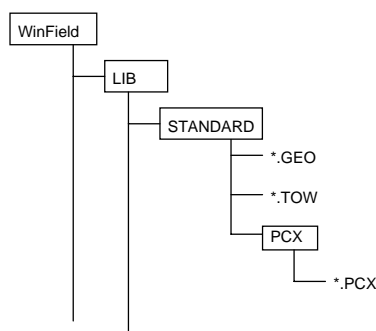 WinField
LIB
STANDARD
*.GEO
*.TOW
PCX
*.PCX